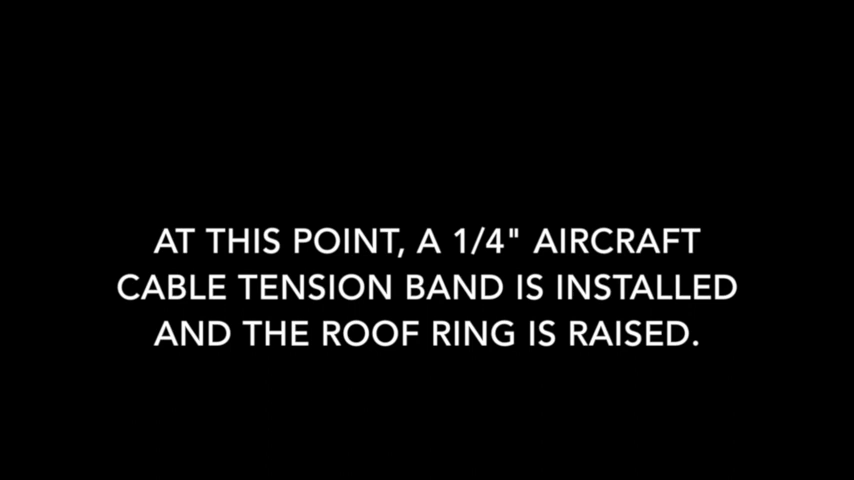 AT THIS POINT, A 1/4" AIRCRAFT
CABLE TENSION BAND IS INSTALLED
AND THE ROOF RING IS RAISED.